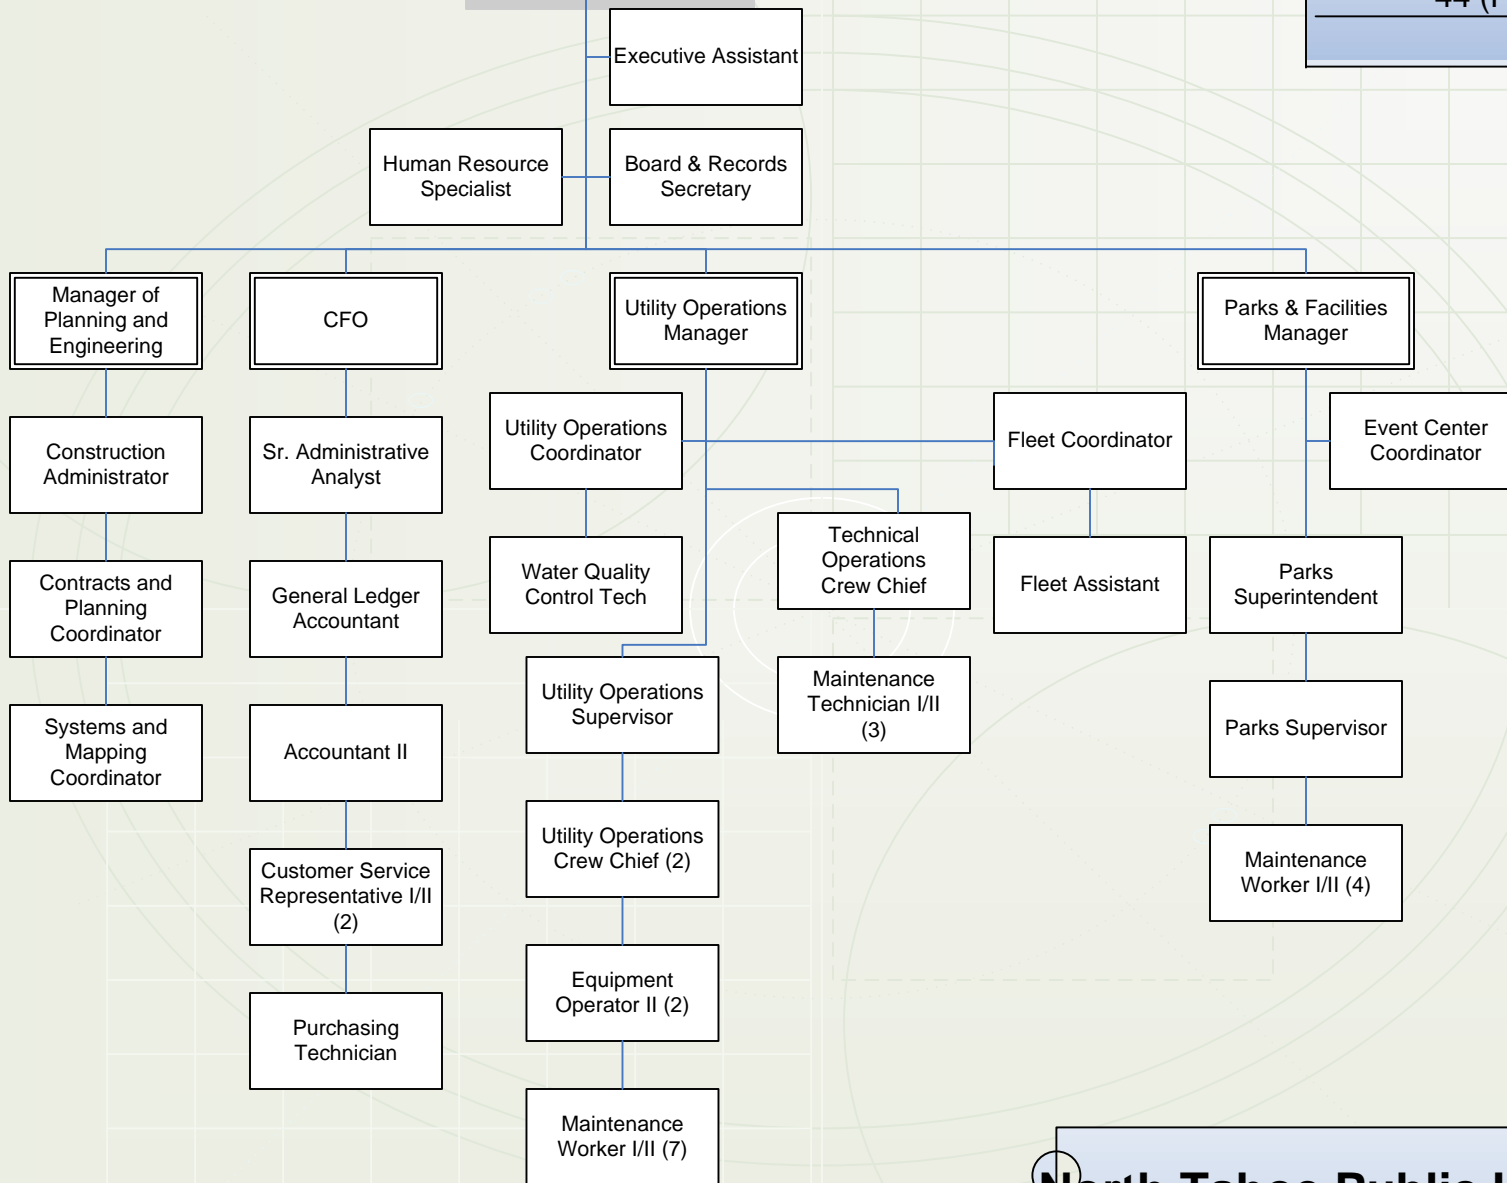 44 (F
Executive Assistant
Human Resource
Specialist
Board & Records
Secretary
Manager of
Planning and
Engineering
CFO
Utility Operations
Manager
Parks & Facilities
Manager
Construction
Administrator
Sr. Administrative
Analyst
Utility Operations
Coordinator
Fleet Coordinator
Event Center
Coordinator
Contracts and
Planning
Coordinator
General Ledger
Accountant
Water Quality
Control Tech
Technical
Operations
Crew Chief
Fleet Assistant
Parks
Superintendent
Systems and
Mapping
Coordinator
Accountant II
Utility Operations
Supervisor
Maintenance
Technician I/II
(3)
Parks Supervisor
Customer Service
Representative I/II
(2)
Utility Operations
Crew Chief (2)
Maintenance
Worker I/II (4)
Purchasing
Technician
Equipment
Operator II (2)
Maintenance
Worker I/II (7)
North Tahoe Public